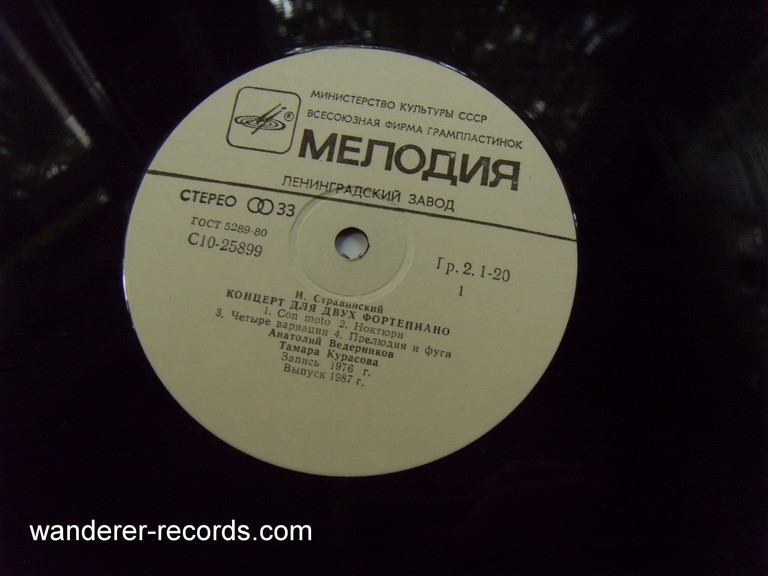 МИНИСТЕРСТВО КУЛЬТУРЫ СССР
ВСЕСОЮЗНАЯ ФИРМА ГРАМПЛАСТИНОК
®
МЕЛОДИЯ
ЛЕНИНГРАДСКИЙ ЗАВОД
СТЕРЕО 33
ГОСТ 5289-80
С10-25899
Гр. 2. 1-20
1
И. Стравинский
КОНЦЕРТ ДЛЯ ДВУХ ФОРТЕПИАНО
1. Con moto 2. Ноктюрн
3. Четыре вариации 4. Прелюдия и фуга
Анатолий Ведерников
Тамара Курасова
Запись 1976 г.
Выпуск 1987 г.
wanderer-records.com